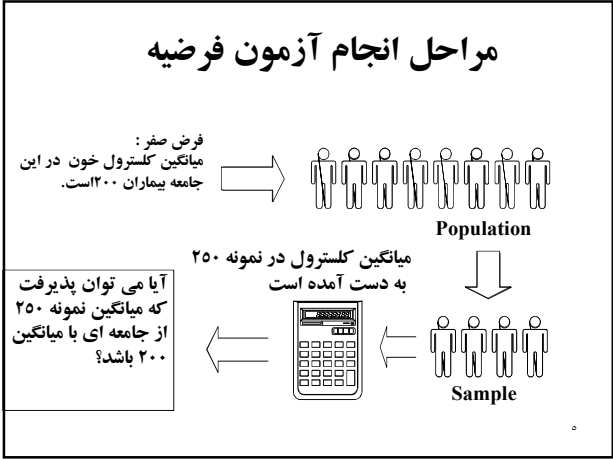 مراحل انجام آزمون فرضیه
فرض صفر :
میانگین کلسترول خون در این
جامعه بیماران ۲۰۰است.
Population
میانگین کلسترول در نمونه ۲۵۰
به دست آمده است
آیا می توان پذیرفت
که میانگین نمونه ۲۵۰
از جامعه ای با میانگین
۲۰۰ باشد؟
Sample
۵